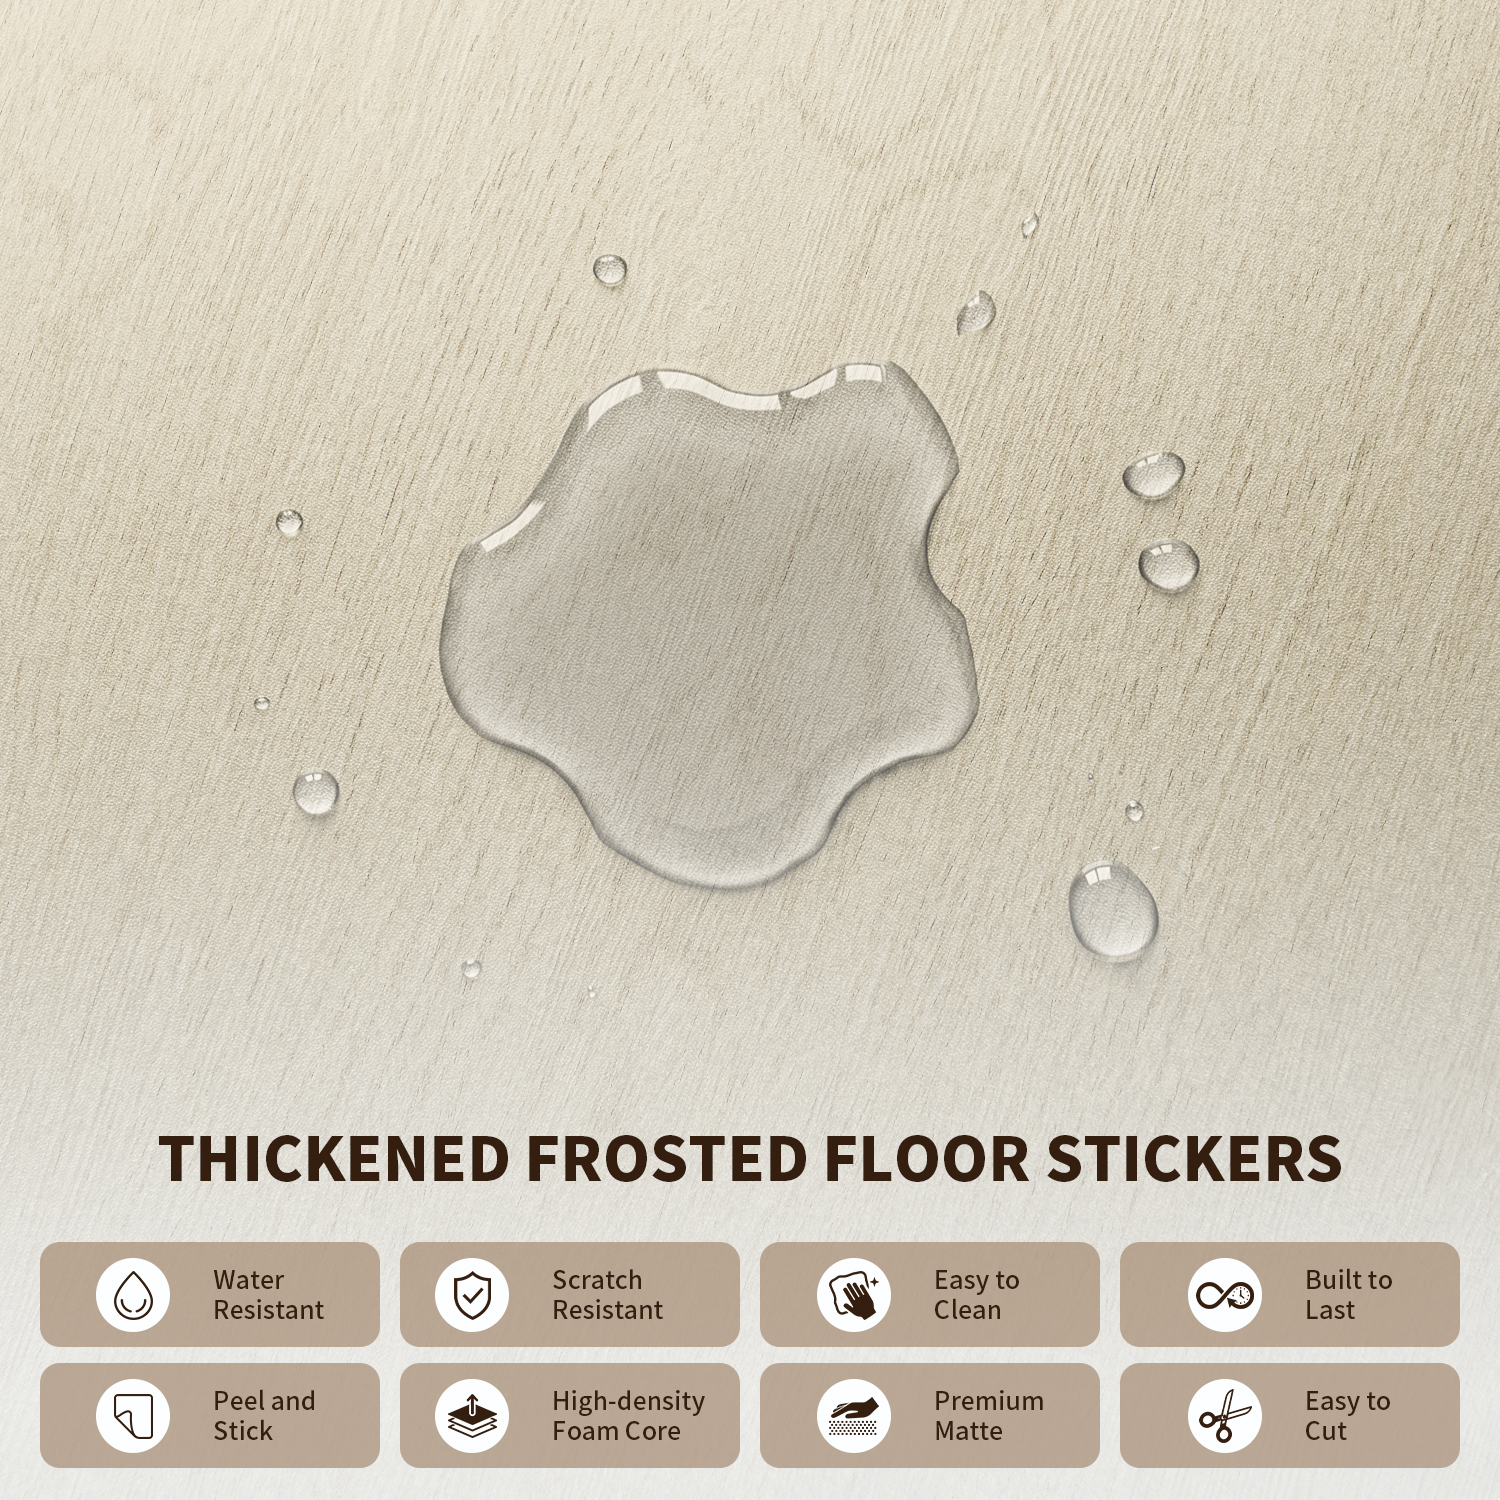 THICKENED FROSTED FLOOR STICKERS
Water
Resistant
Scratch
Resistant
Easy to
Clean
Built to
Last
Peel and
Stick
High-density
Foam Core
Premium
Matte
Easy to
Cut